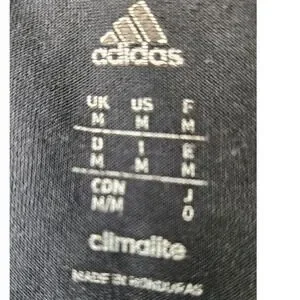 adidas
UK US F
M M M
D I E
M M M
CDN J
M/M O
climalite
MADE IN HONDURAS